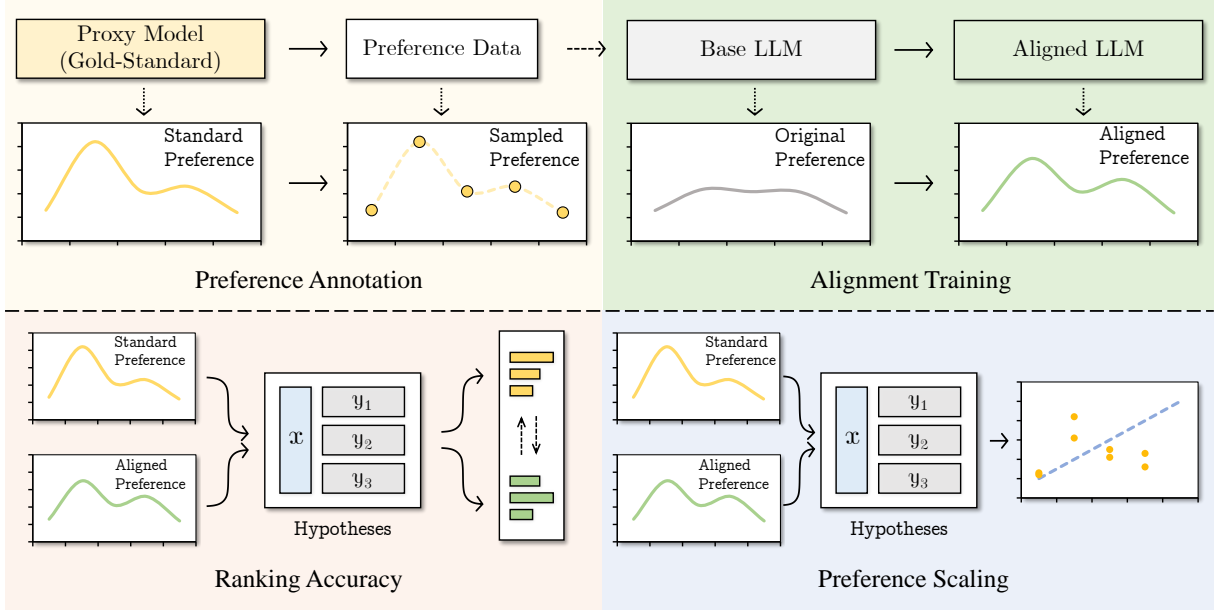 Proxy Model
(Gold-Standard)
Preference Data
Base LLM
Aligned LLM
Standard
Preference
Sampled
Preference
Original
Preference
Aligned
Preference
Preference Annotation
Alignment Training
Standard
Preference
Aligned
Preference
x
y1
y2
y3
Hypotheses
Ranking Accuracy
Standard
Preference
Aligned
Preference
x
y1
y2
y3
Hypotheses
Preference Scaling